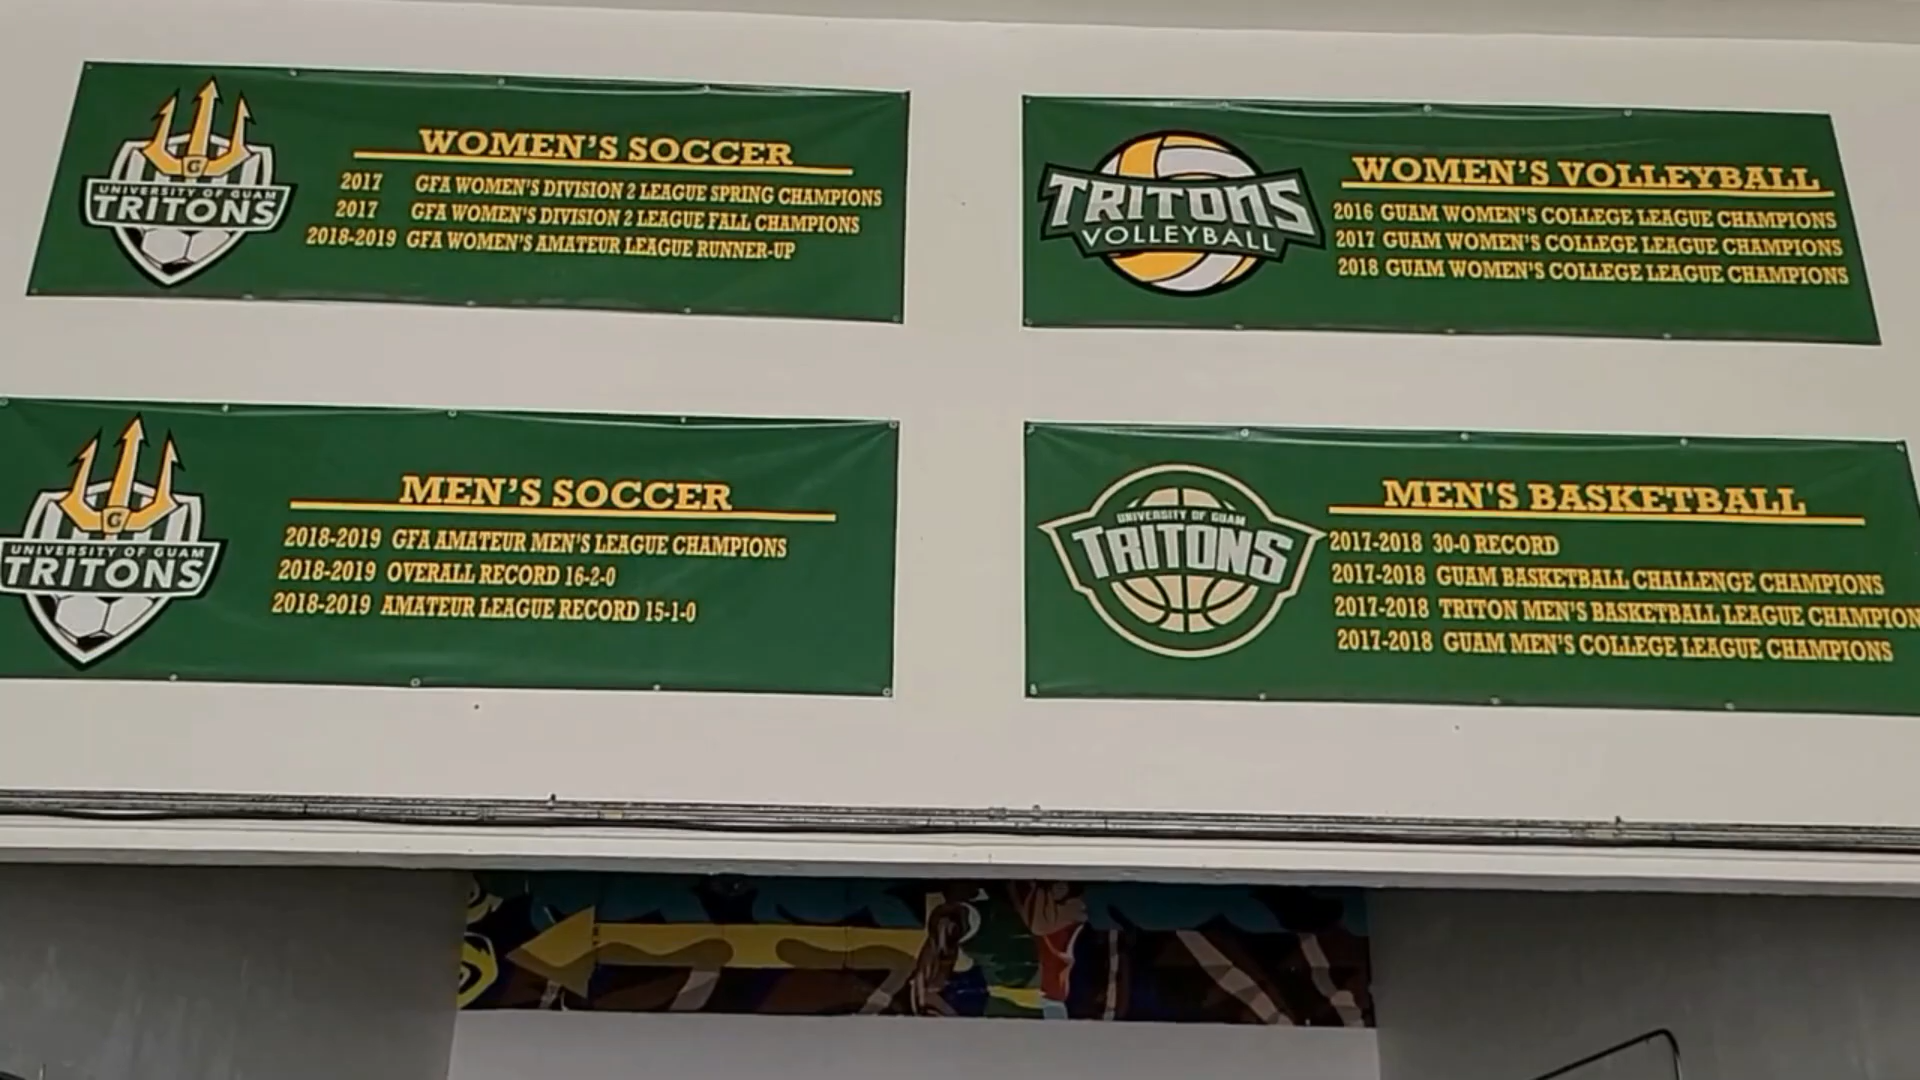 UNIVERSITY OF GUAM
TRITONS
WOMEN'S SOCCER
2017 GFA WOMEN'S DIVISION 2 LEAGUE SPRING CHAMPIONS
2017 GFA WOMEN'S DIVISION 2 LEAGUE FALL CHAMPIONS
2018-2019 GFA WOMEN'S AMATEUR LEAGUE RUNNER-UP
TRITONS
VOLLEYBALL
WOMEN'S VOLLEYBALL
2016 GUAM WOMEN'S COLLEGE LEAGUE CHAMPIONS
2017 GUAM WOMEN'S COLLEGE LEAGUE CHAMPIONS
2018 GUAM WOMEN'S COLLEGE LEAGUE CHAMPIONS
G
UNIVERSITY OF GUAM
TRITONS
MEN'S SOCCER
2018-2019 GFA AMATEUR MEN'S LEAGUE CHAMPIONS
2018-2019 OVERALL RECORD 16-2-0
2018-2019 AMATEUR LEAGUE RECORD 15-1-0
UNIVERSITY OF GUAM
TRITONS
MEN'S BASKETBALL
2017-2018 30-0 RECORD
2017-2018 GUAM BASKETBALL CHALLENGE CHAMPIONS
2017-2018 TRITON MEN'S BASKETBALL LEAGUE CHAMPION
2017-2018 GUAM MEN'S COLLEGE LEAGUE CHAMPIONS